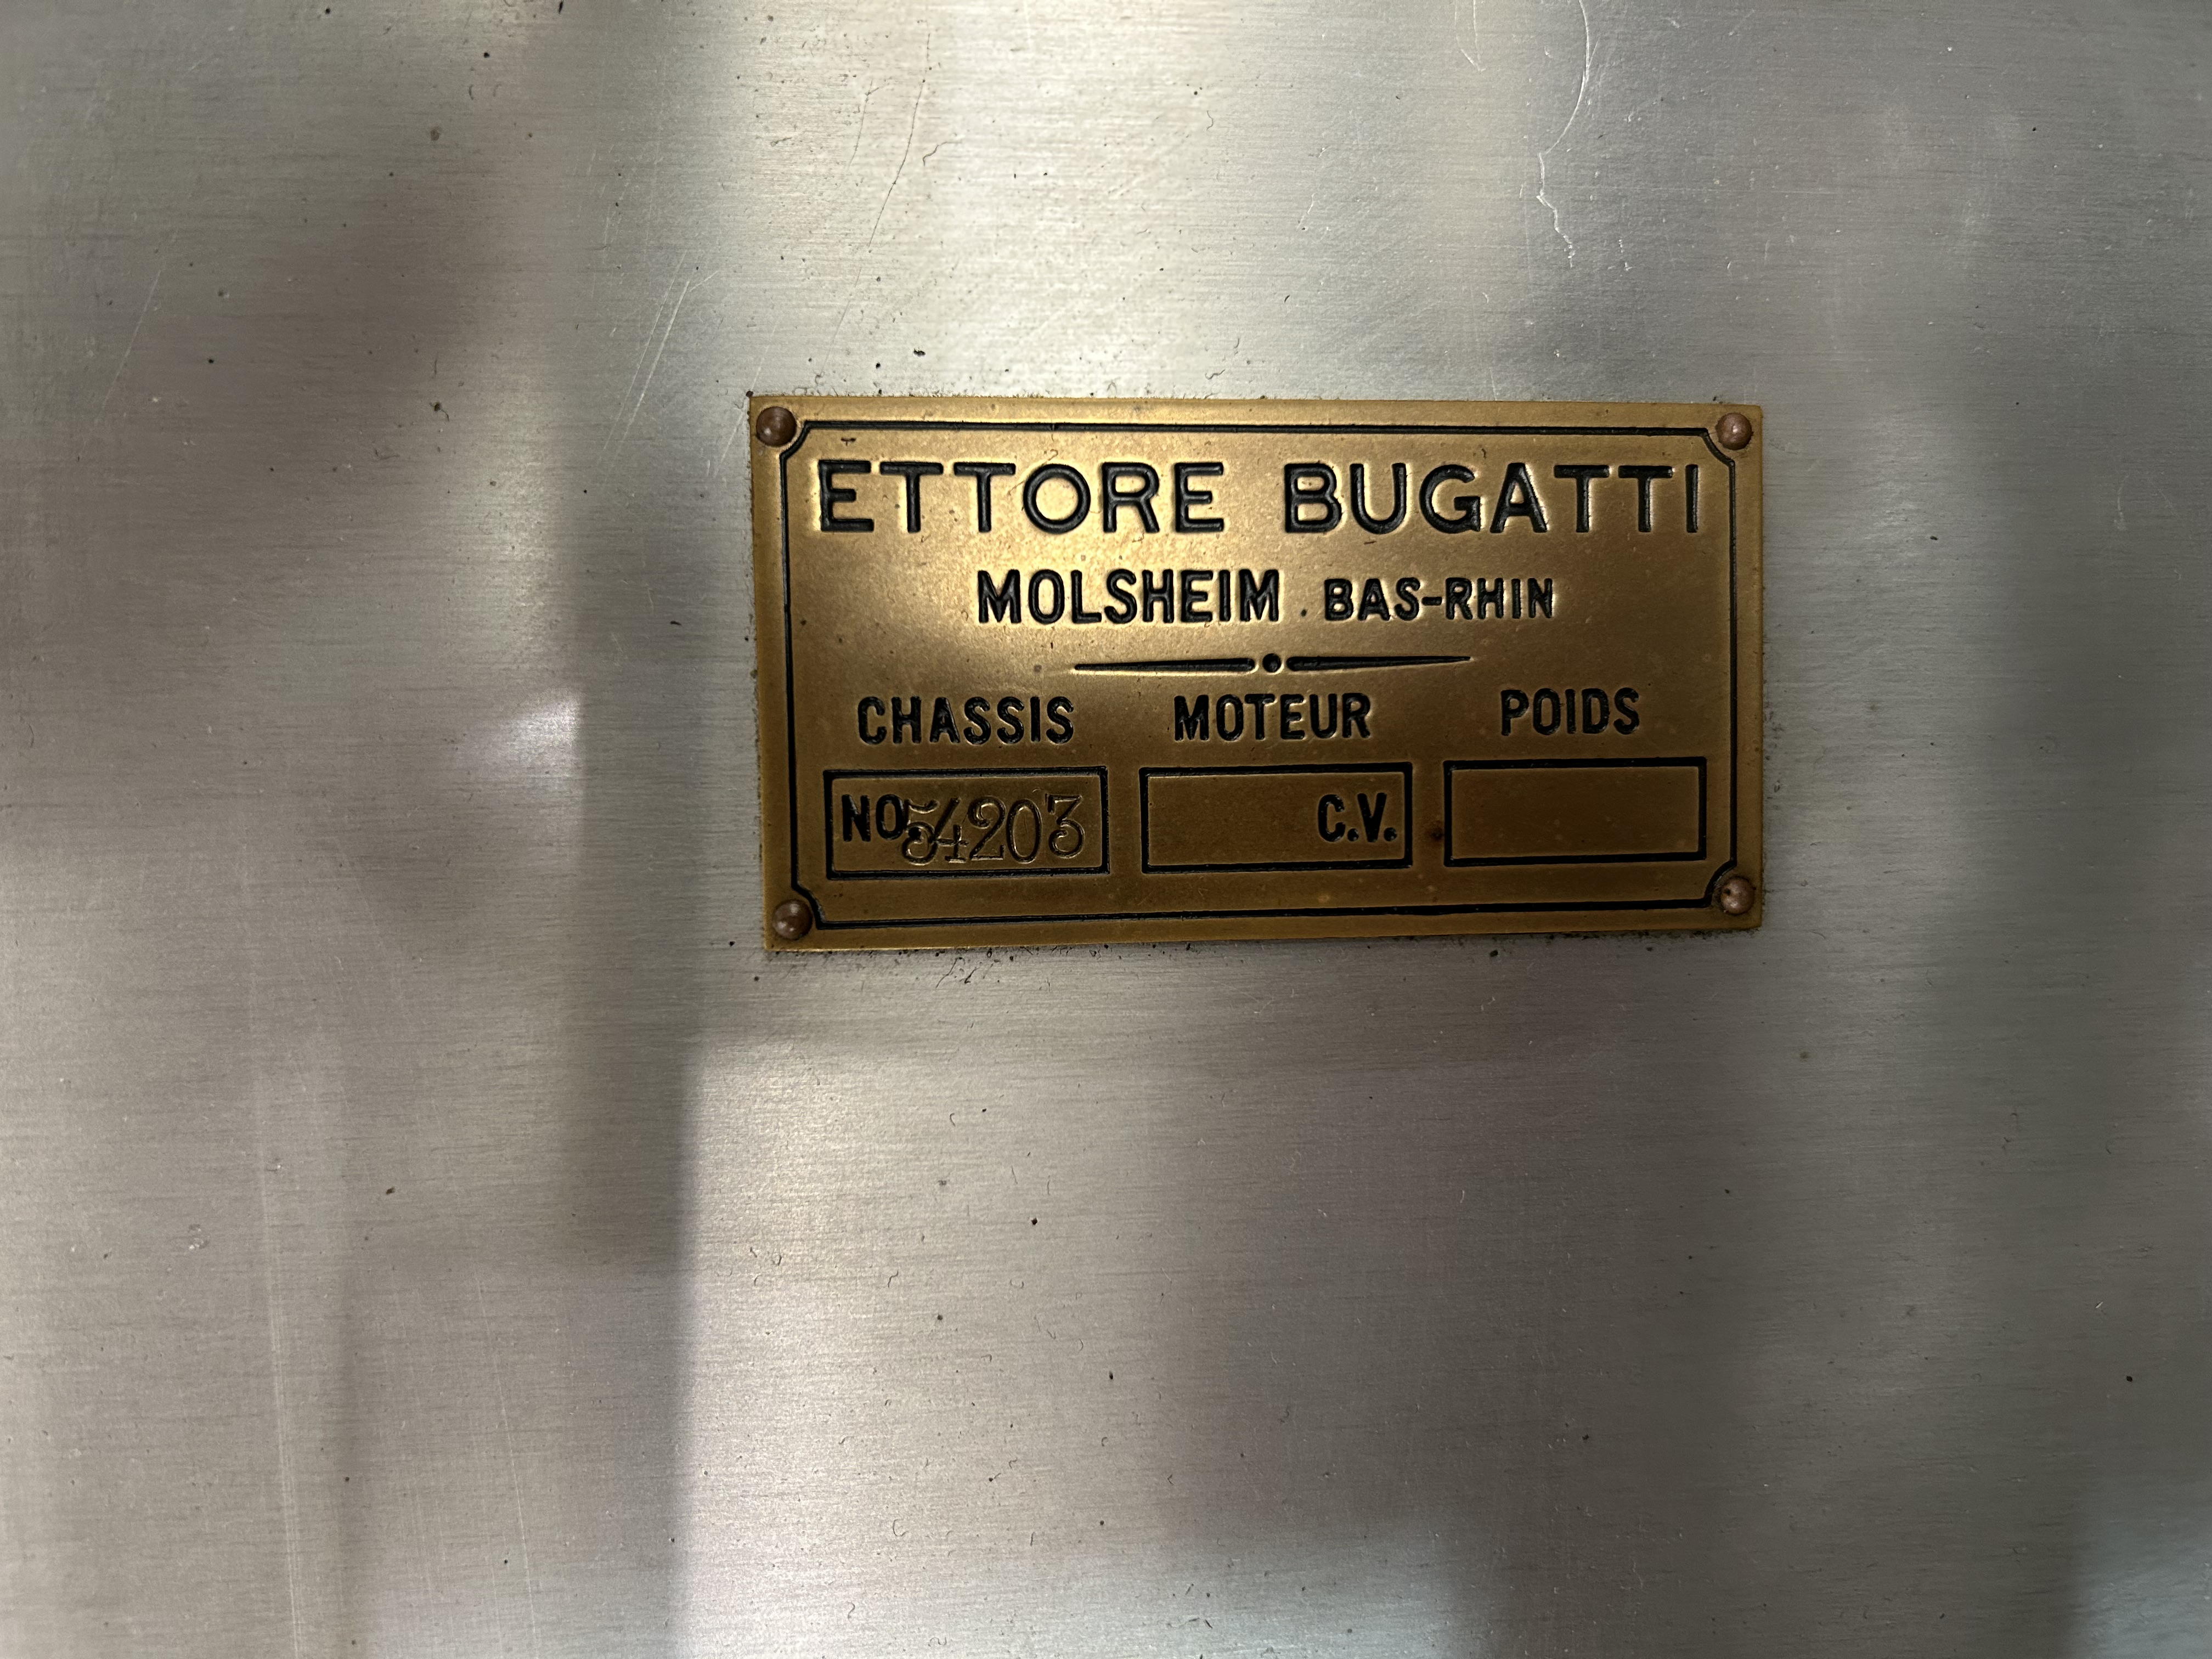 ETTORE BUGATTI
MOLSHEIM . BAS-RHIN
CHASSIS MOTEUR POIDS
NO. 54203 C.V.